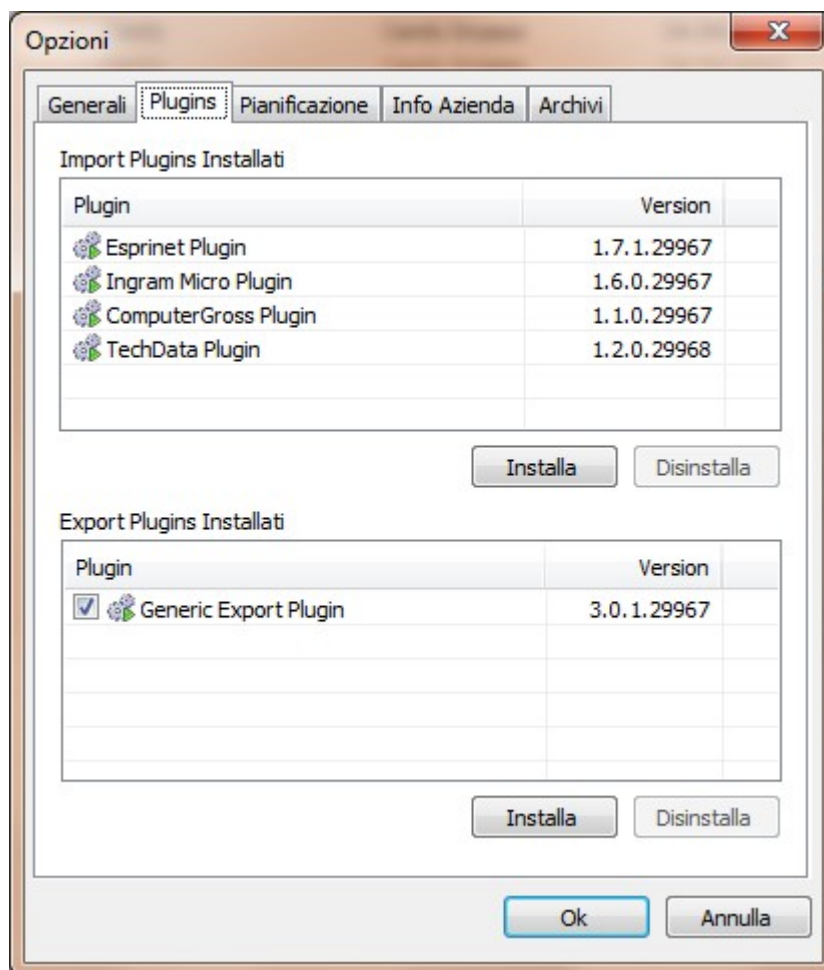 Opzioni
Generali Plugins Pianificazione Info Azienda Archivi
Import Plugins Installati
Plugin Version
Esprinet Plugin 1.7.1.29967
Ingram Micro Plugin 1.6.0.29967
ComputerGross Plugin 1.1.0.29967
TechData Plugin 1.2.0.29968
Installa Disinstalla
Export Plugins Installati
Plugin Version
Generic Export Plugin 3.0.1.29967
Installa Disinstalla
Ok Annulla